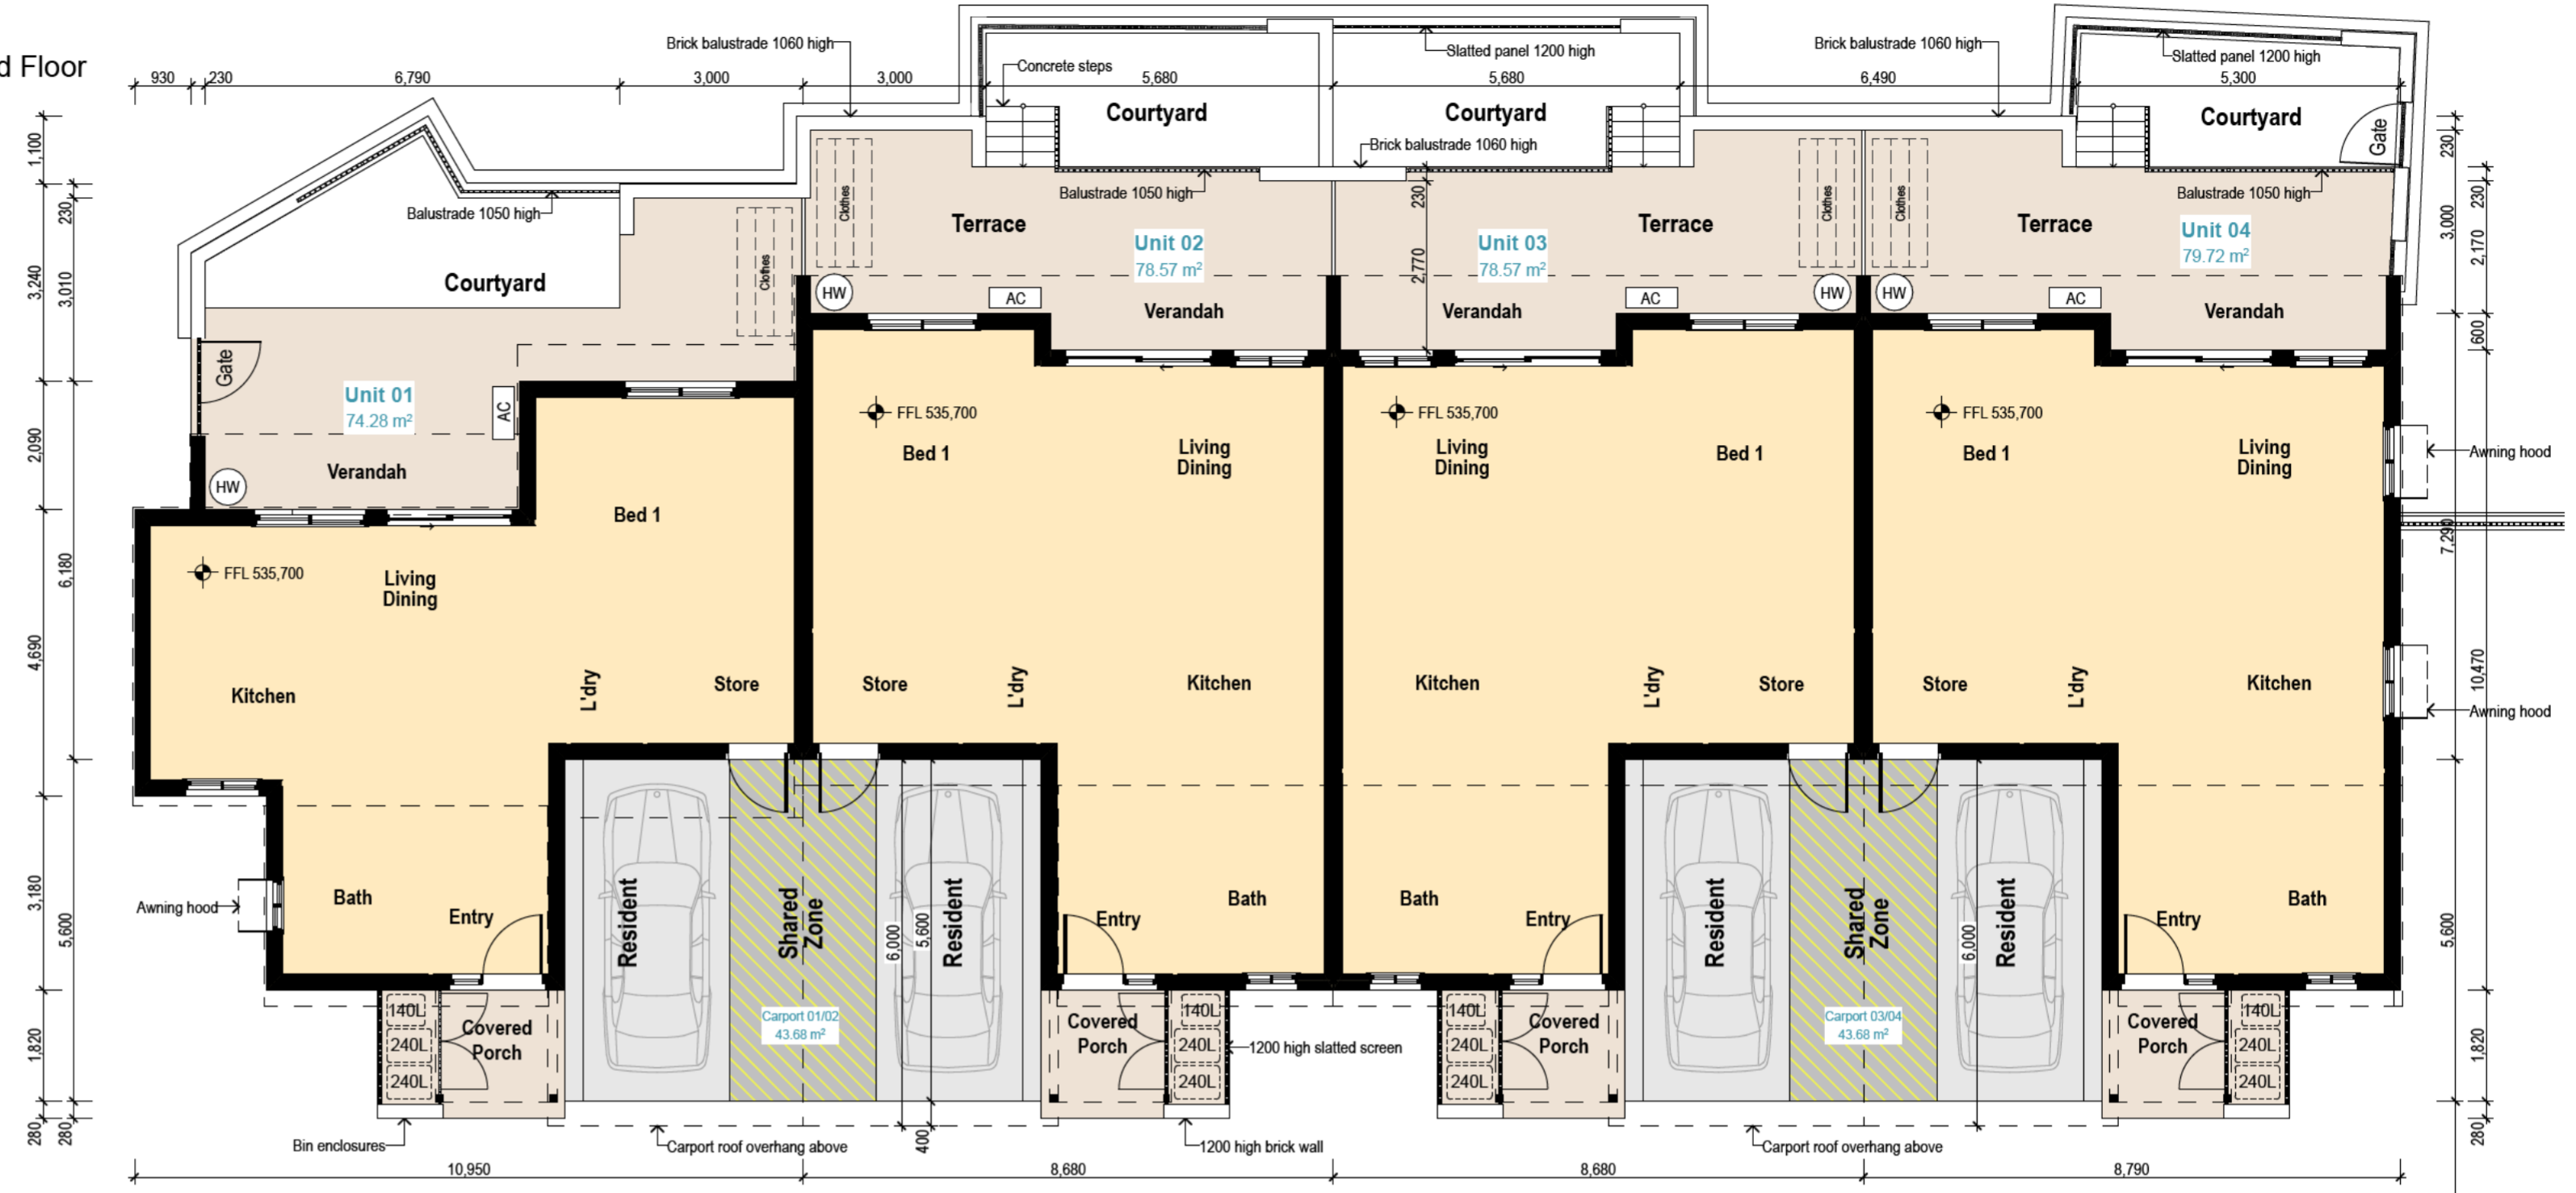 d Floor
Brick balustrade 1060 high
Slatted panel 1200 high
Brick balustrade 1060 high
Slatted panel 1200 high
Concrete steps
930
230
6,790
3,000
3,000
5,680
5,680
6,490
5,300
Courtyard
Courtyard
Courtyard
Gate
Brick balustrade 1060 high
1,100
230
3,240
3,010
2,090
6,180
4,690
3,180
5,600
1,820
280
280
Balustrade 1050 high
Balustrade 1050 high
Balustrade 1050 high
230
230
3,000
2,170
600
7,290
10,470
5,600
1,820
280
Clothes
Clothes
Clothes
Clothes
Terrace
Terrace
Terrace
230
2,770
Unit 02
78.57 m²
Unit 03
78.57 m²
Unit 04
79.72 m²
Courtyard
HW
AC
Verandah
Verandah
AC
HW
HW
AC
Verandah
Gate
Unit 01
74.28 m²
AC
Verandah
HW
FFL 535,700
FFL 535,700
FFL 535,700
Bed 1
Living
Dining
Living
Dining
Bed 1
Bed 1
Living
Dining
Awning hood
Bed 1
FFL 535,700
Living
Dining
Kitchen
L'dry
Store
Store
L'dry
Kitchen
Kitchen
L'dry
Store
Store
L'dry
Kitchen
Awning hood
Awning hood
Bath
Entry
Resident
Shared
Zone
6,000
5,600
Resident
Entry
Bath
Bath
Entry
Resident
Shared
Zone
6,000
Resident
Entry
Bath
140L
240L
240L
Covered
Porch
Carport 01/02
43.68 m²
Covered
Porch
140L
240L
240L
1200 high slatted screen
140L
240L
240L
Covered
Porch
Carport 03/04
43.68 m²
Covered
Porch
140L
240L
240L
Bin enclosures
Carport roof overhang above
400
1200 high brick wall
Carport roof overhang above
10,950
8,680
8,680
8,790